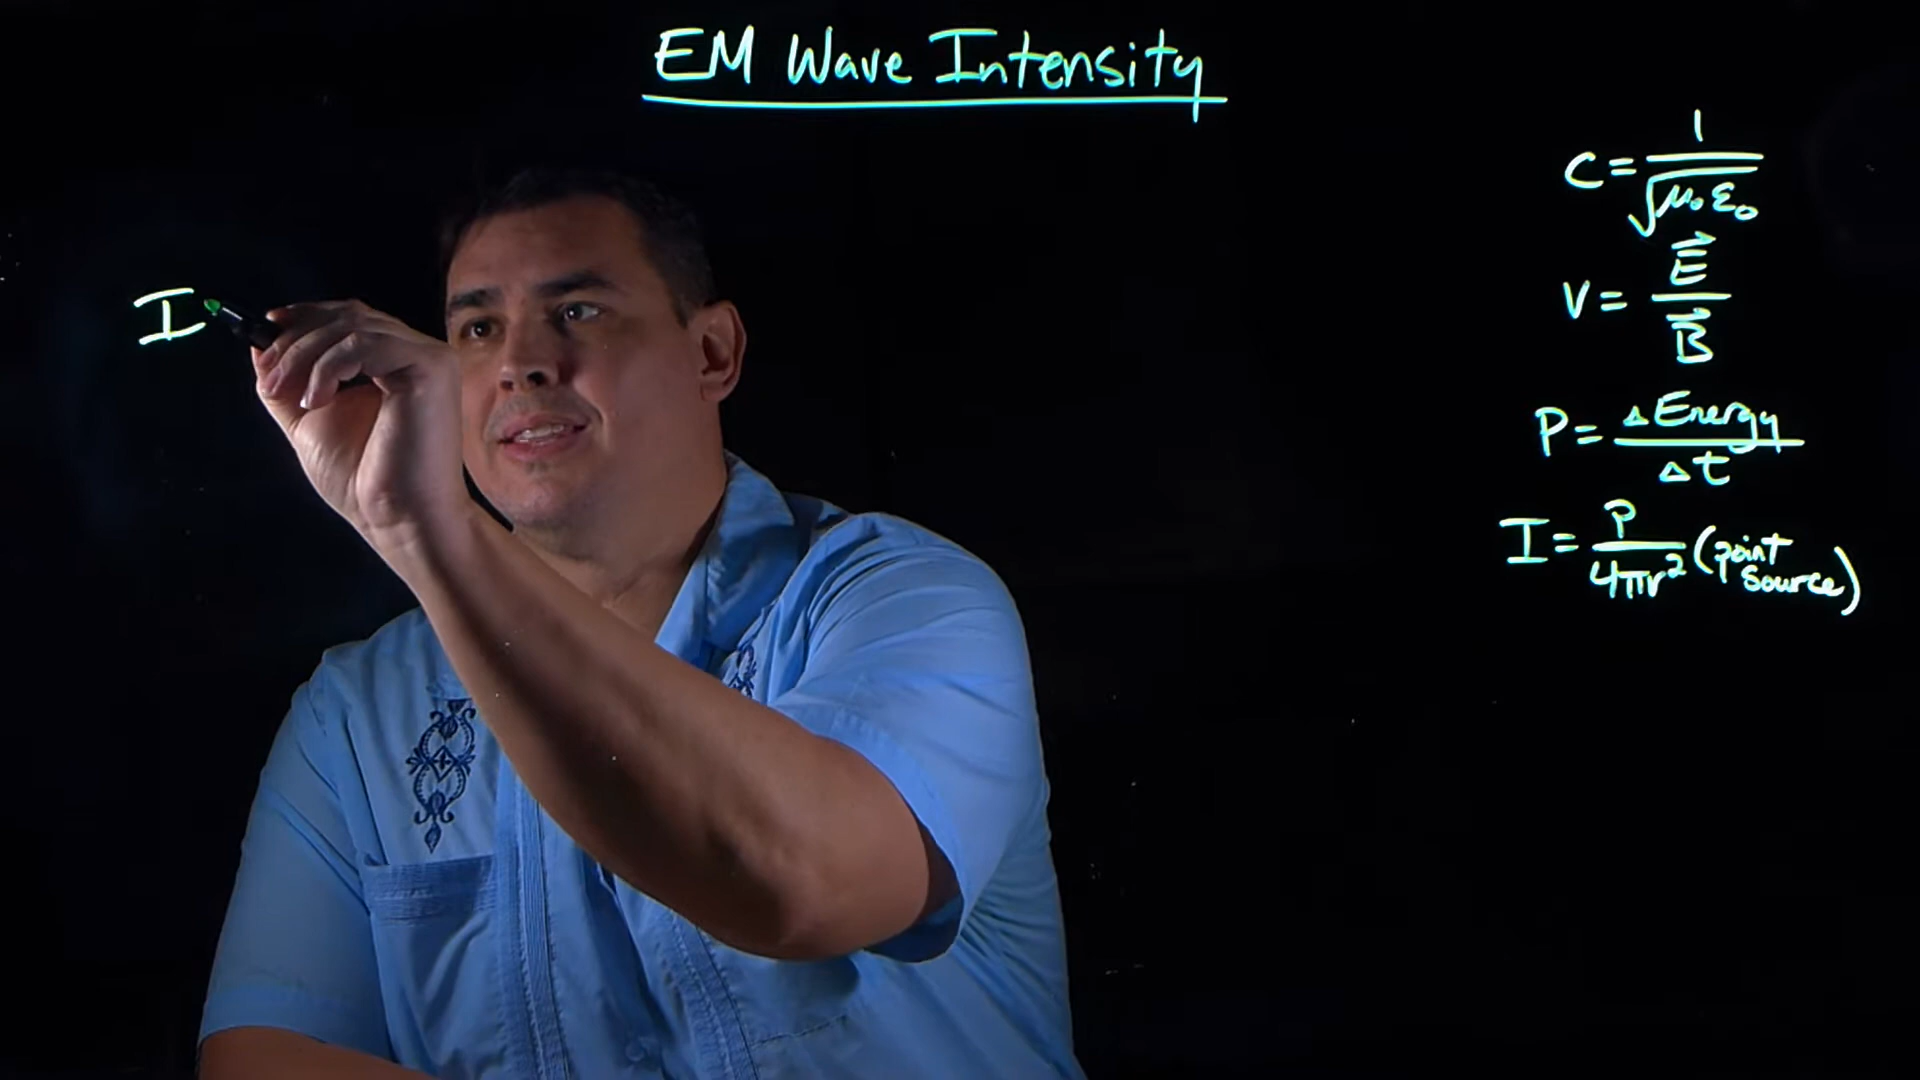 EM Wave Intensity
I
C = 1 / √μ₀ε₀
V = E⃗ / B⃗
P = ΔEnergy / Δt
I = P / 4πr² (point source)